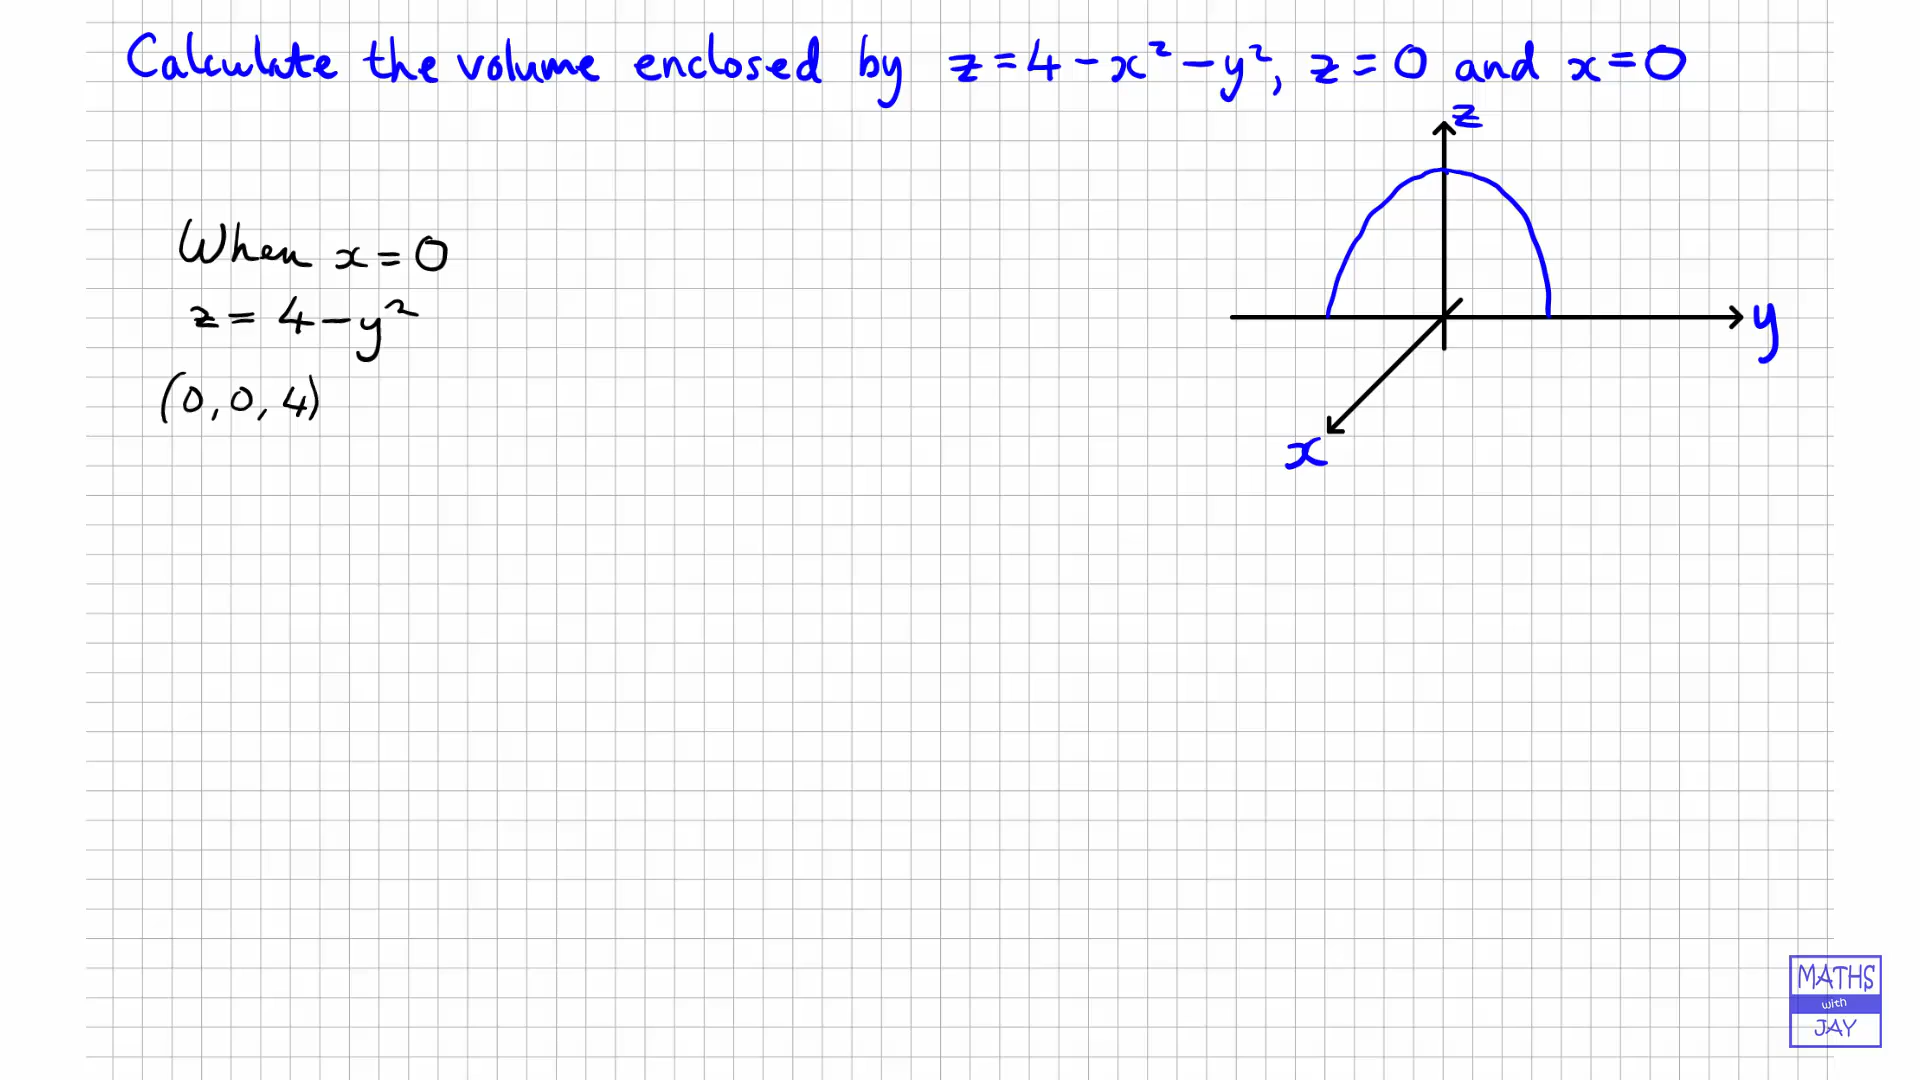 Calculate the volume enclosed by z=4-x²-y², z=0 and x=0
z
When x=0
z=4-y²
y
(0,0,4)
x
MATHS
with
JAY